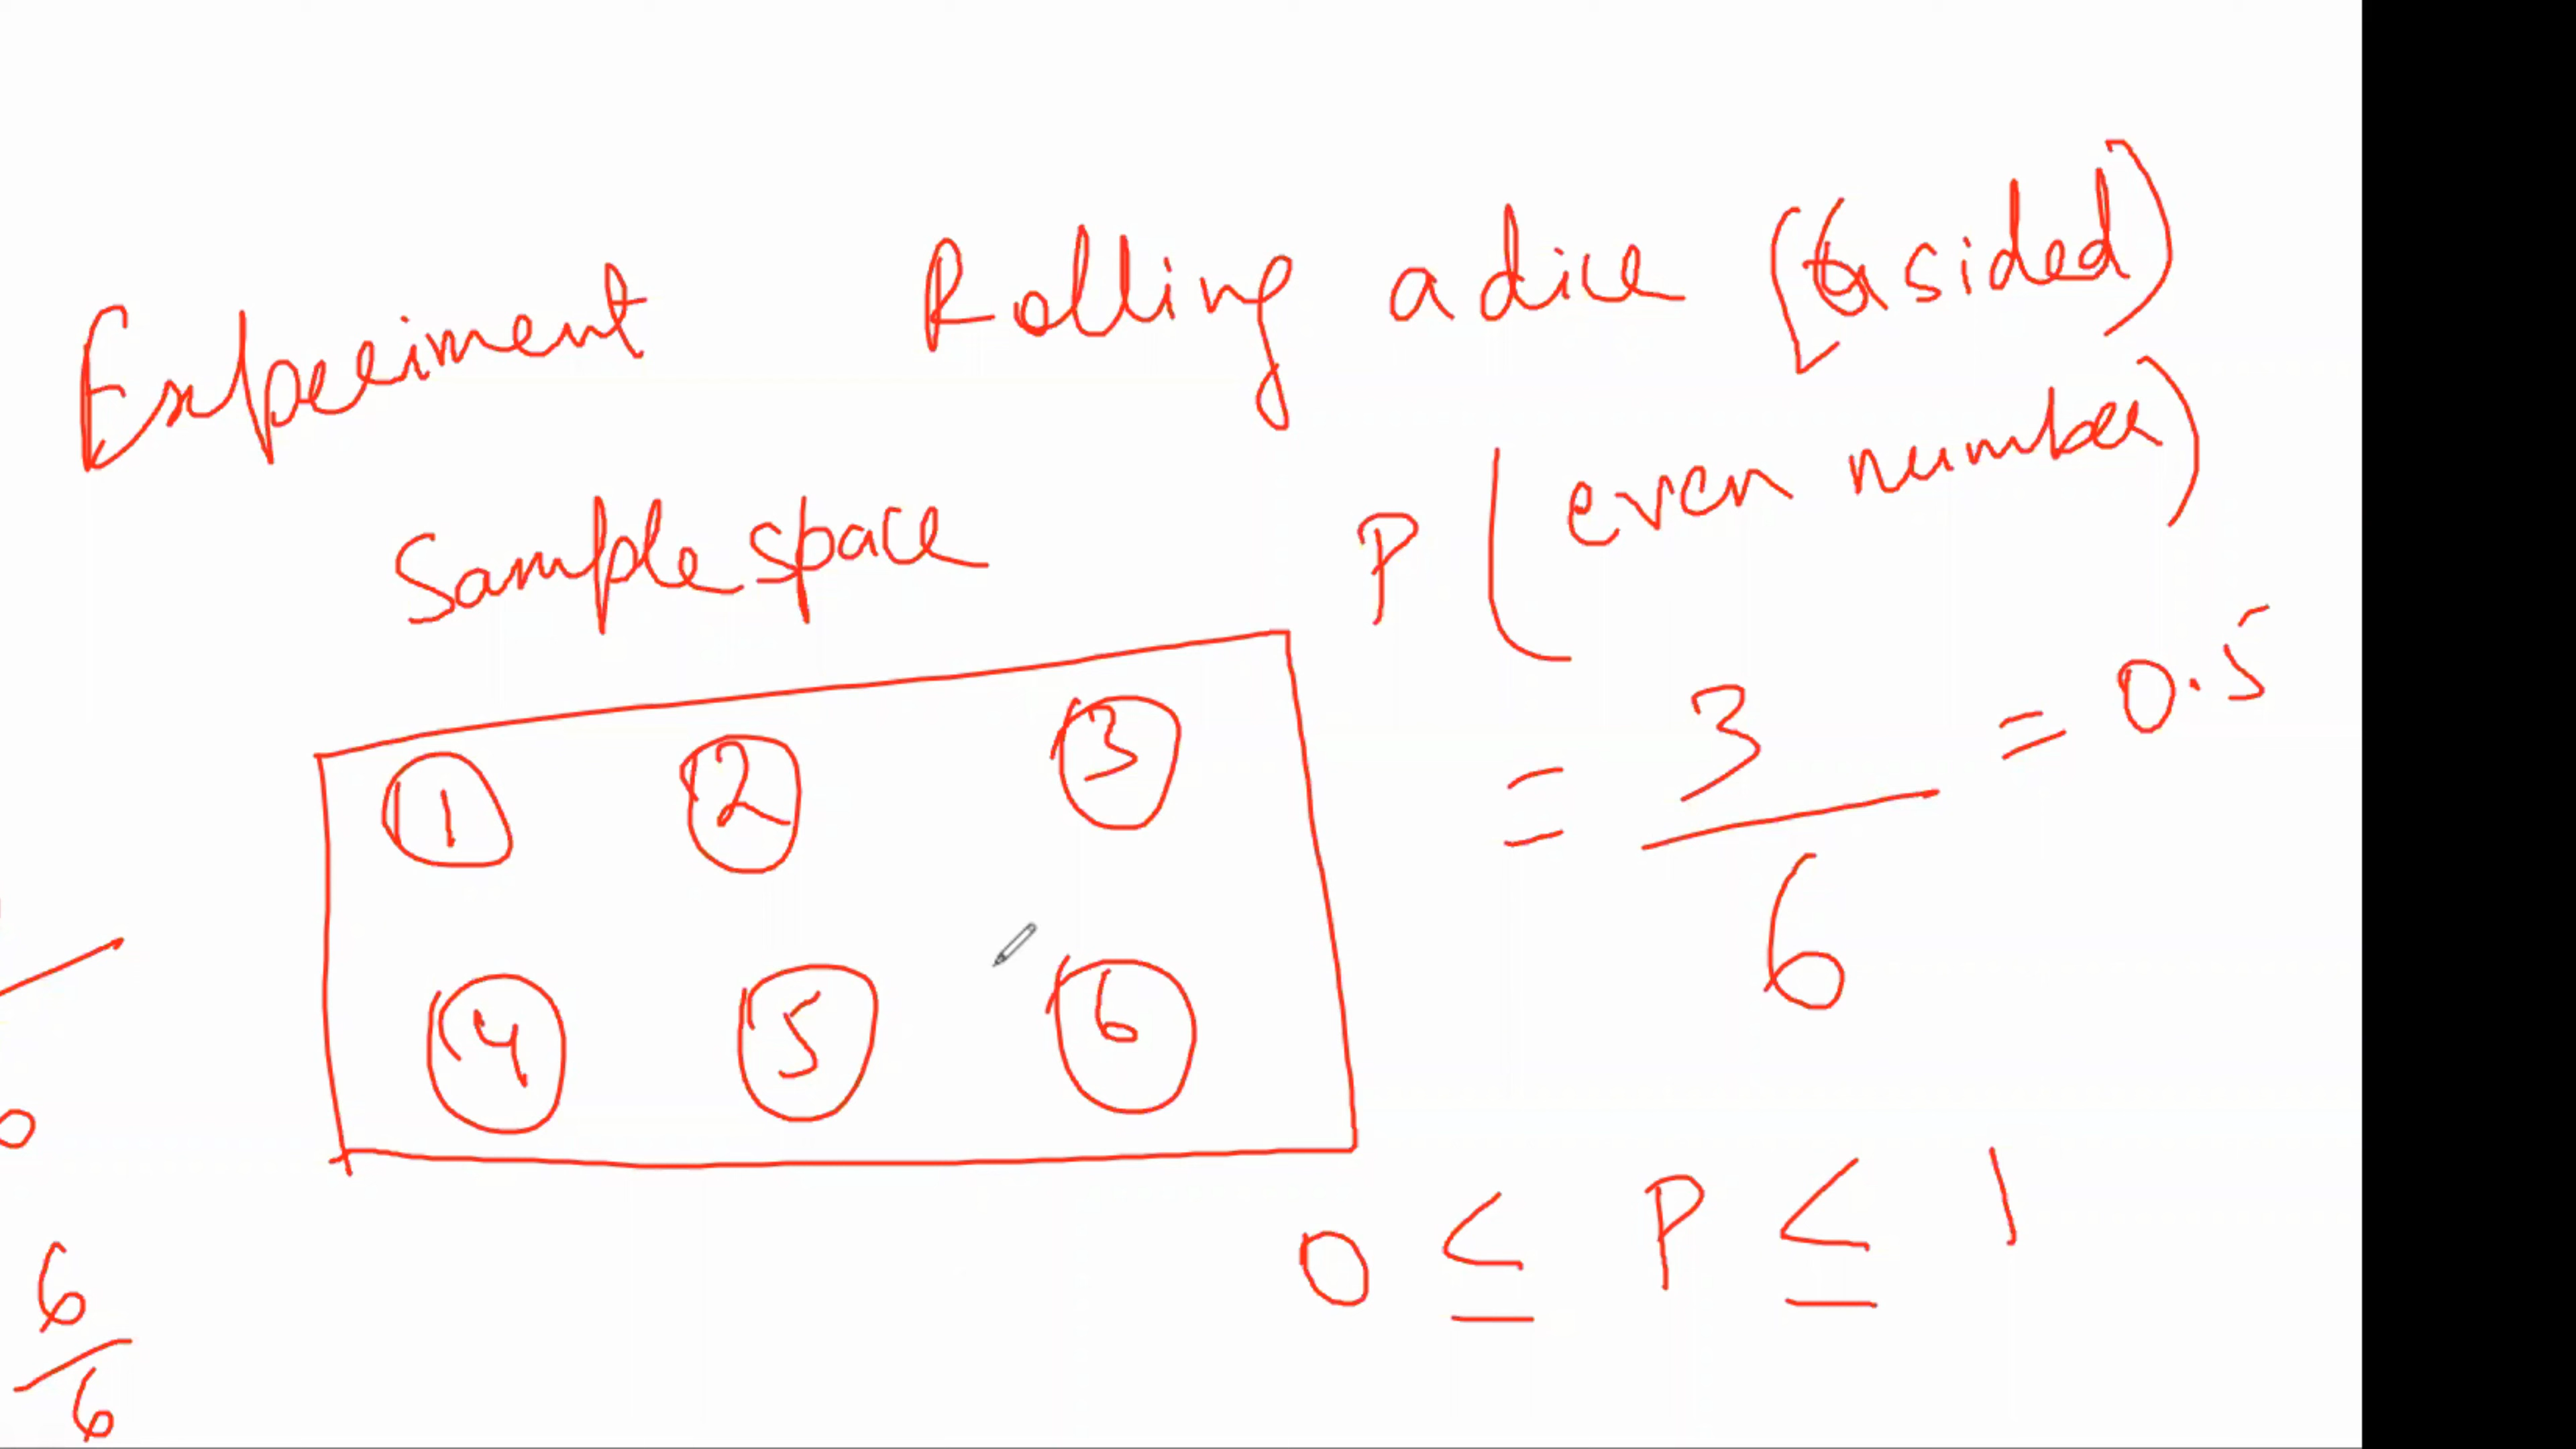 Experiment Rolling a dice (6 sided)
Sample space P (even number)
1 2 3 = 3/6 = 0.5
4 5 6
0 ≤ P ≤ 1
6/6